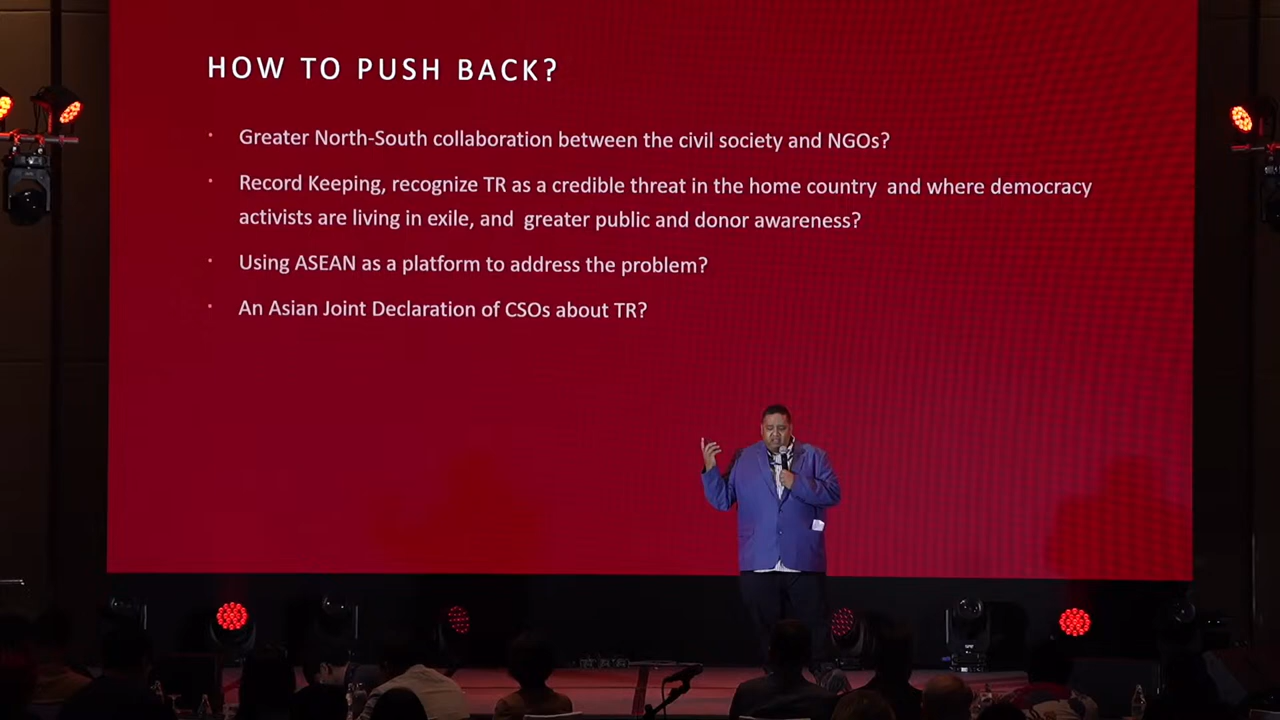 HOW TO PUSH BACK?
• Greater North-South collaboration between the civil society and NGOs?
• Record Keeping, recognize TR as a credible threat in the home country and where democracy
activists are living in exile, and greater public and donor awareness?
• Using ASEAN as a platform to address the problem?
• An Asian Joint Declaration of CSOs about TR?